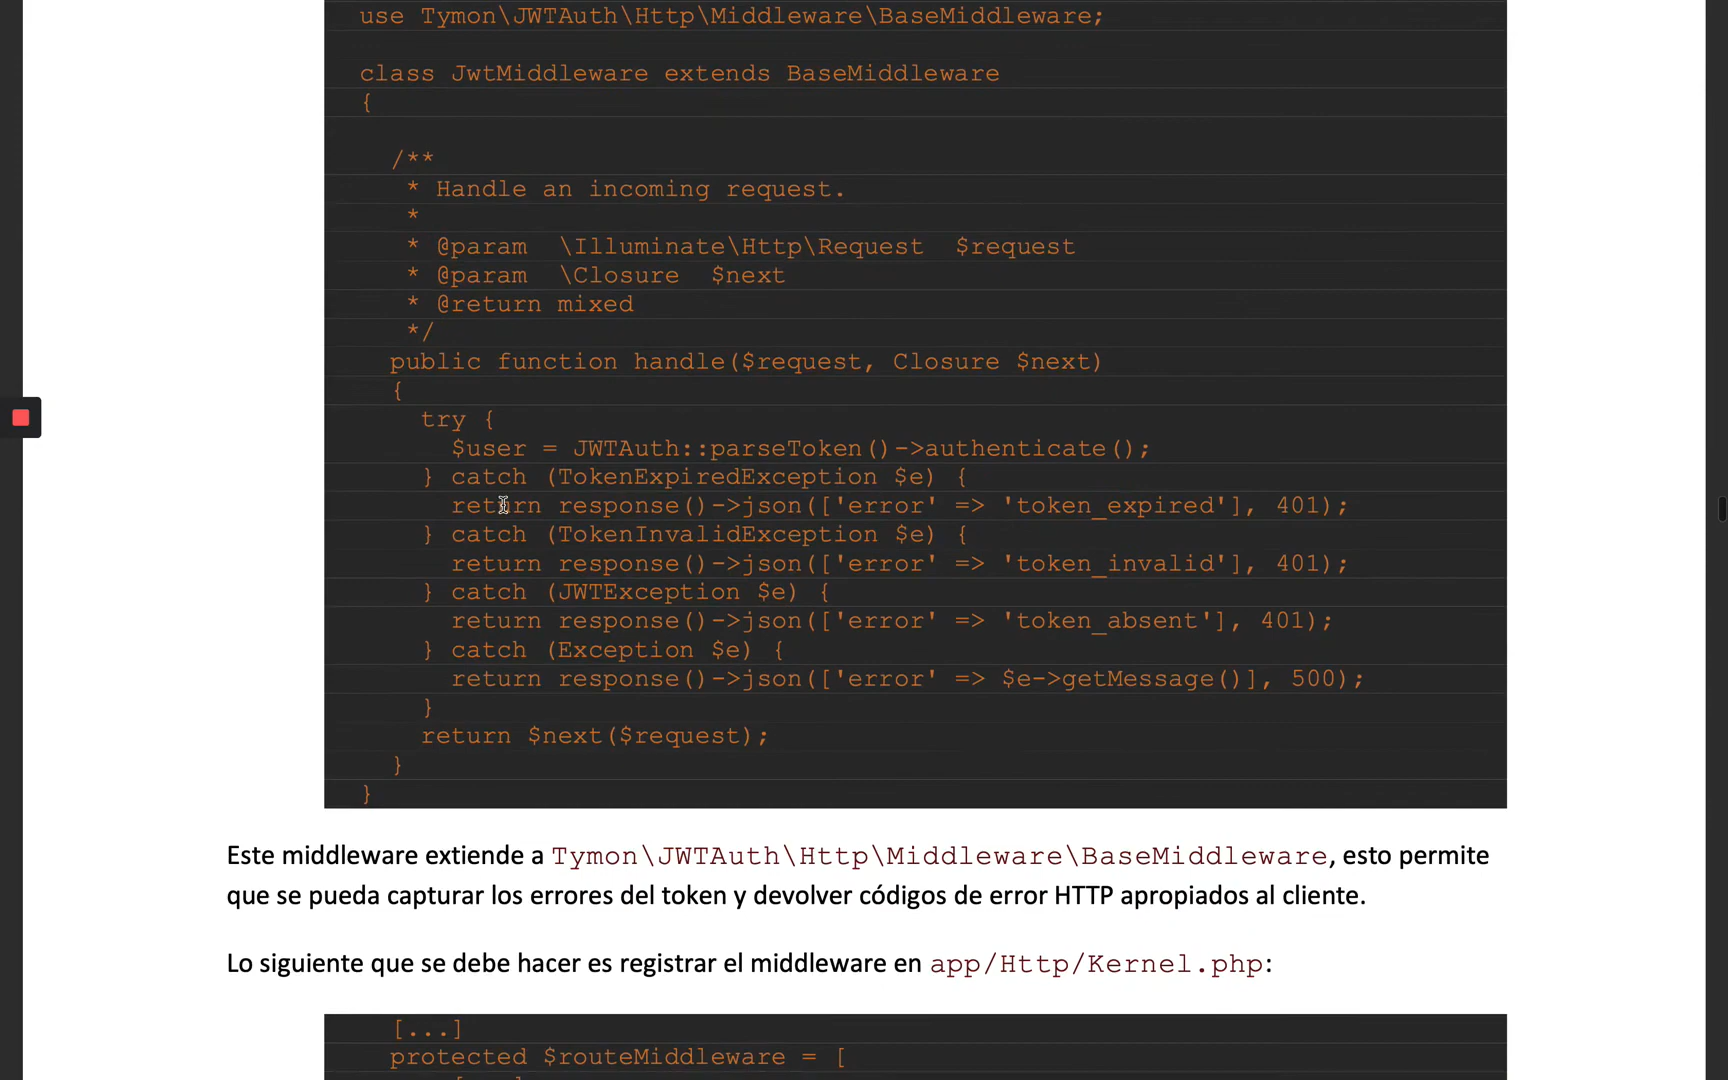 use Tymon\JWTAuth\Http\Middleware\BaseMiddleware;
class JwtMiddleware extends BaseMiddleware
{
/**
* Handle an incoming request.
*
* @param  \Illuminate\Http\Request  $request
* @param  \Closure  $next
* @return mixed
*/
public function handle($request, Closure $next)
{
try {
$user = JWTAuth::parseToken()->authenticate();
} catch (TokenExpiredException $e) {
return response()->json(['error' => 'token_expired'], 401);
} catch (TokenInvalidException $e) {
return response()->json(['error' => 'token_invalid'], 401);
} catch (JWTException $e) {
return response()->json(['error' => 'token_absent'], 401);
} catch (Exception $e) {
return response()->json(['error' => $e->getMessage()], 500);
}
return $next($request);
}
}
Este middleware extiende a Tymon\JWTAuth\Http\Middleware\BaseMiddleware, esto permite
que se pueda capturar los errores del token y devolver códigos de error HTTP apropiados al cliente.
Lo siguiente que se debe hacer es registrar el middleware en app/Http/Kernel.php:
[...]
protected $routeMiddleware = [